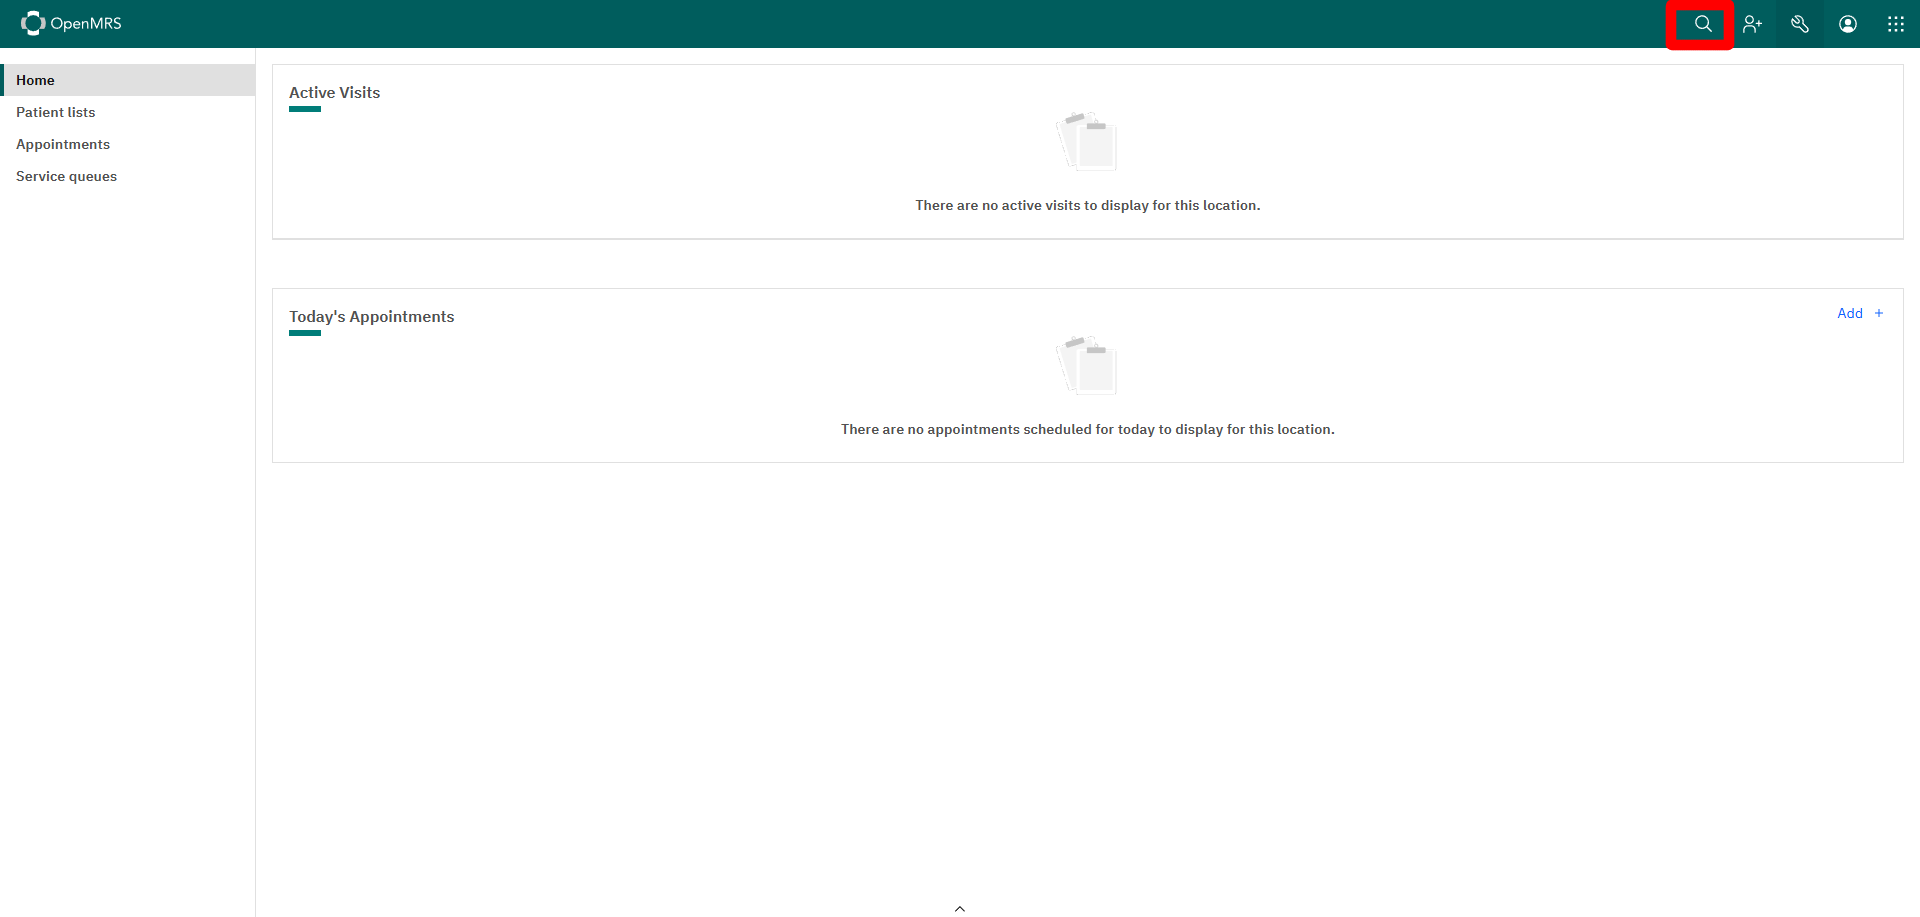 OpenMRS
Home
Patient lists
Appointments
Service queues
Active Visits
There are no active visits to display for this location.
Today's Appointments
Add +
There are no appointments scheduled for today to display for this location.